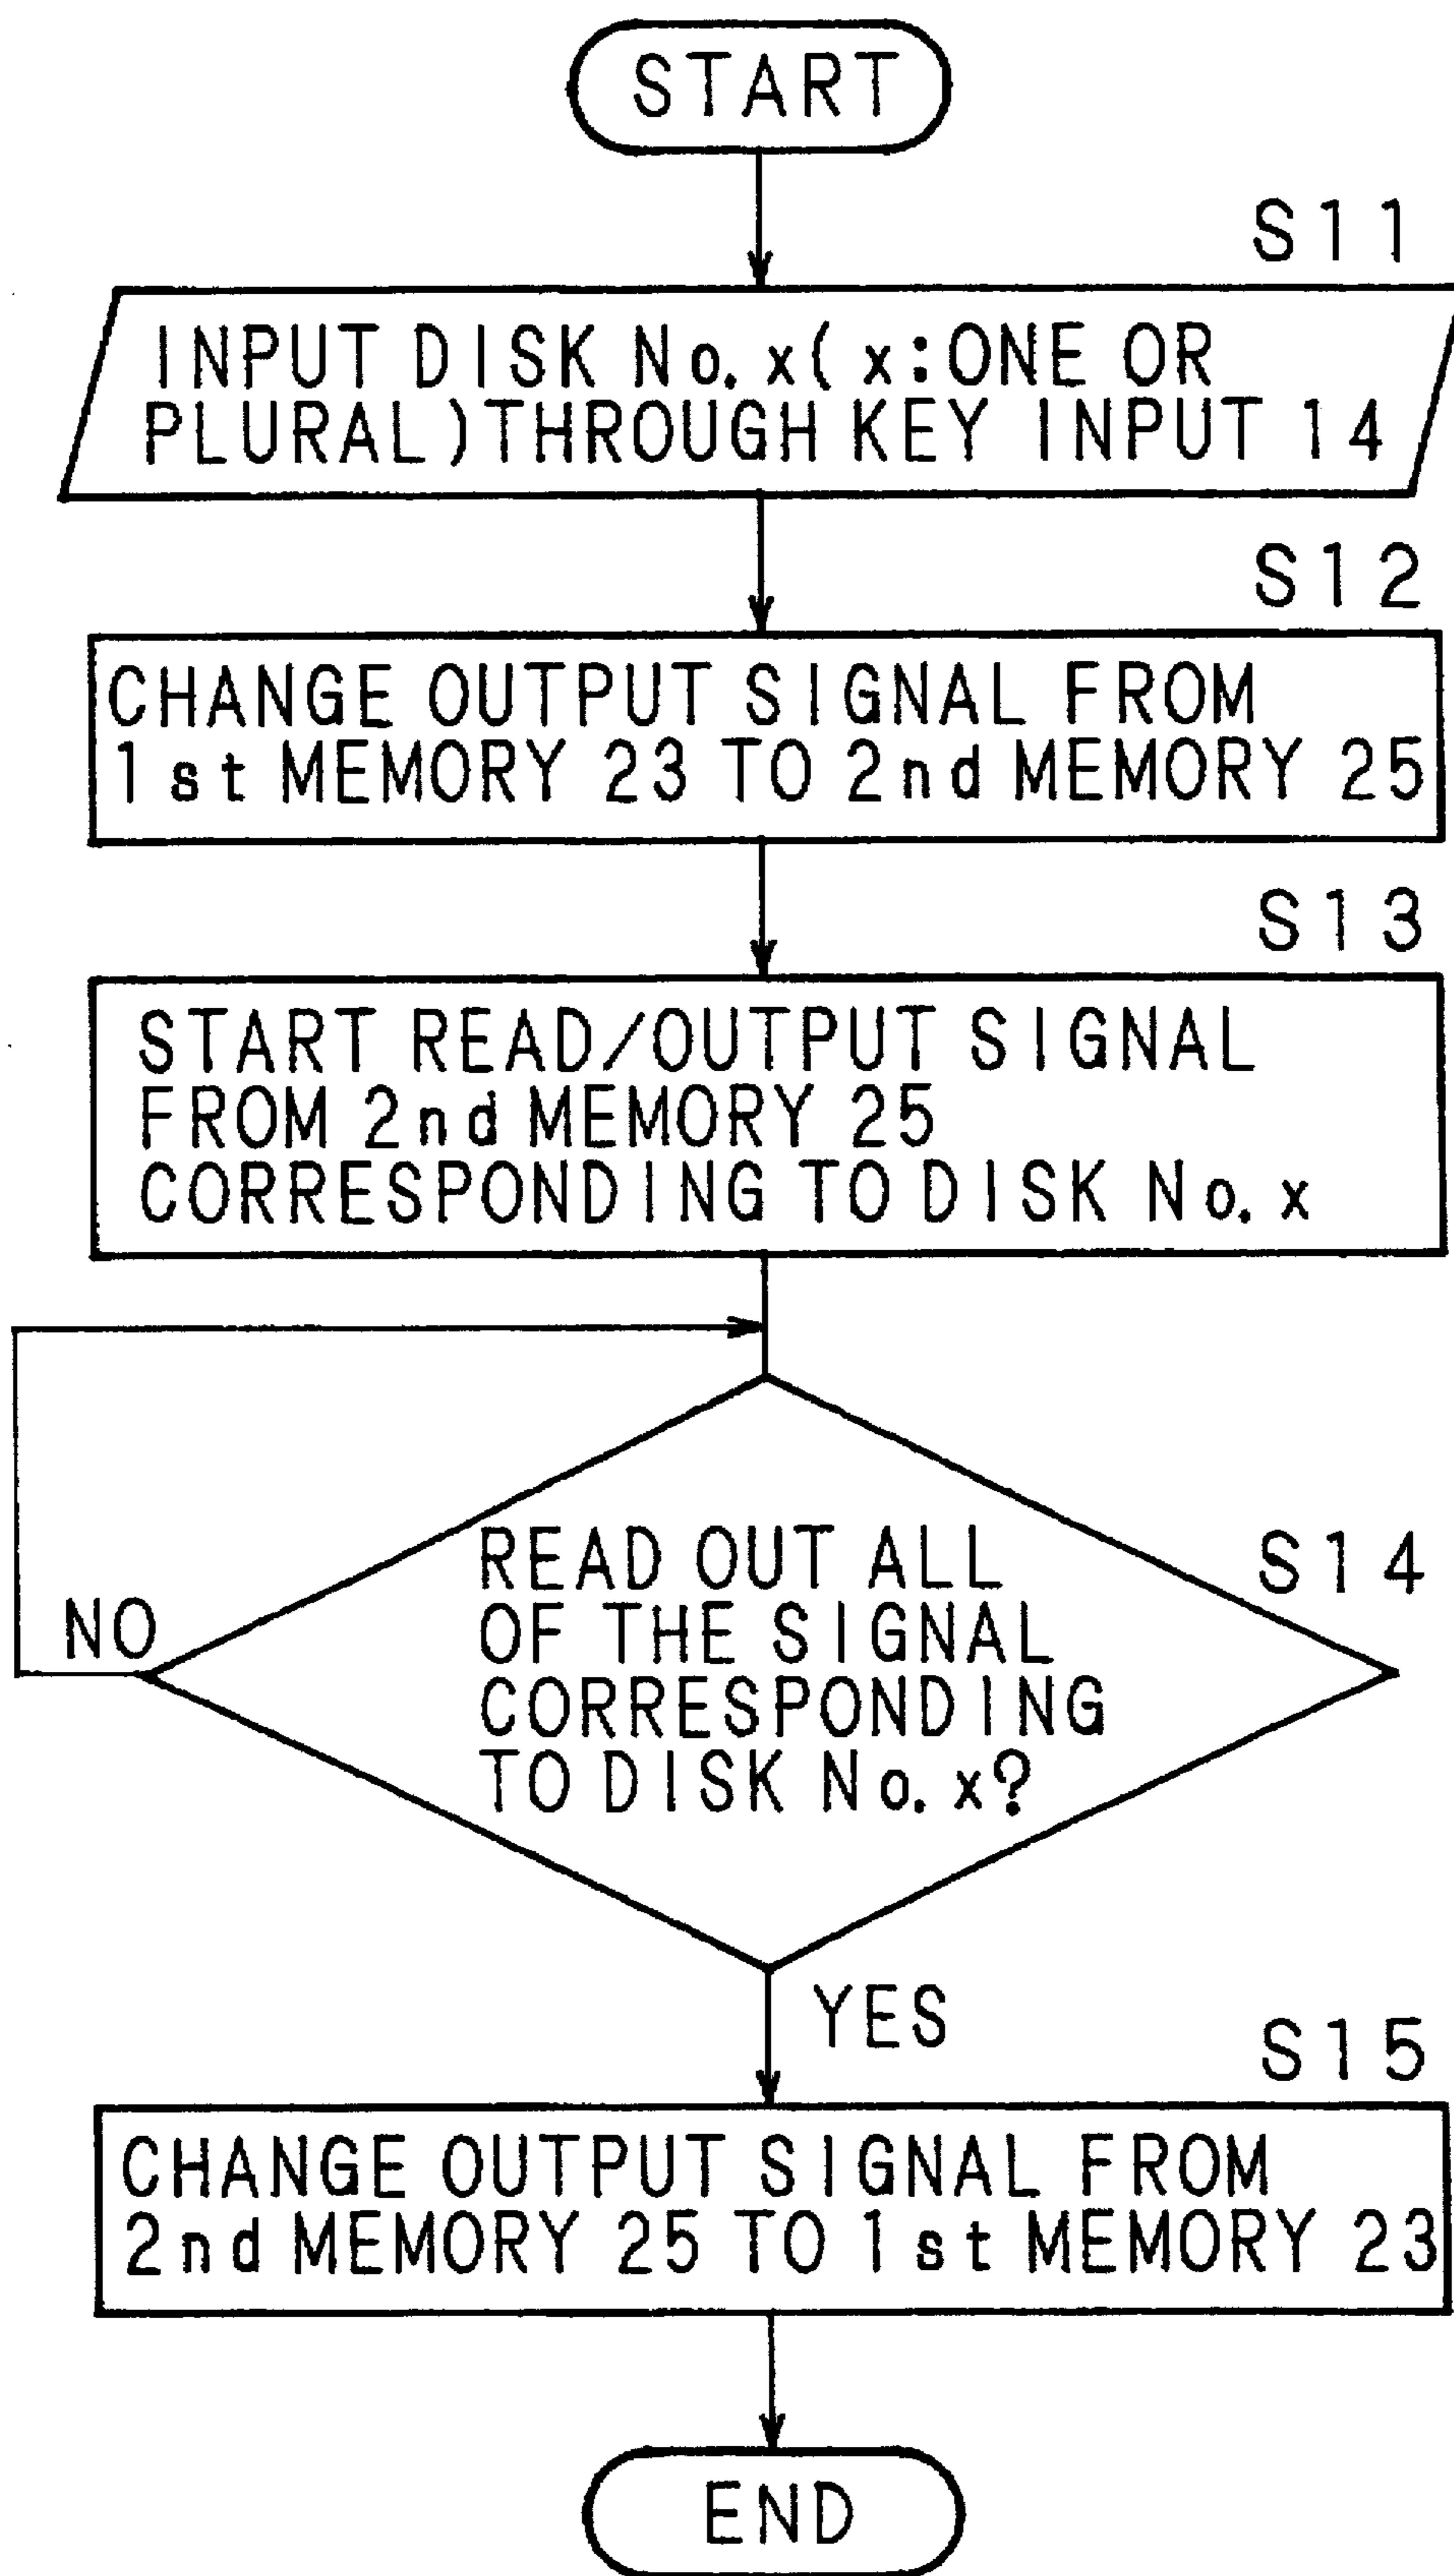 START
S11
INPUT DISK No. x( x:ONE OR
PLURAL)THROUGH KEY INPUT 14
S12
CHANGE OUTPUT SIGNAL FROM
1st MEMORY 23 TO 2nd MEMORY 25
S13
START READ/OUTPUT SIGNAL
FROM 2nd MEMORY 25
CORRESPONDING TO DISK No. x
S14
READ OUT ALL
OF THE SIGNAL
CORRESPONDING
TO DISK No. x?
NO
YES
S15
CHANGE OUTPUT SIGNAL FROM
2nd MEMORY 25 TO 1st MEMORY 23
END